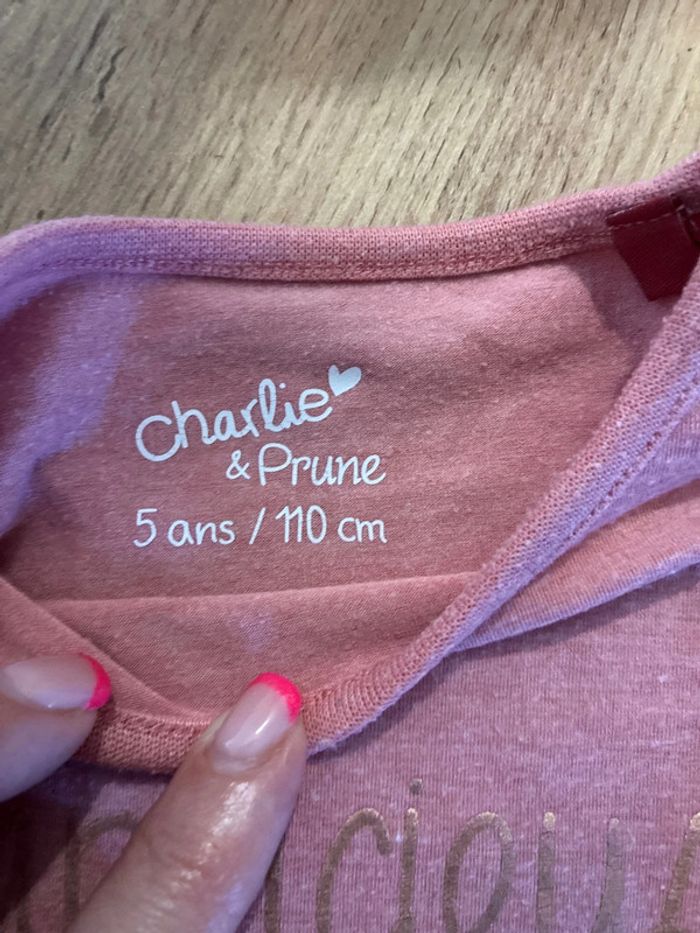 Charlie
& Prune
5 ans / 110 cm